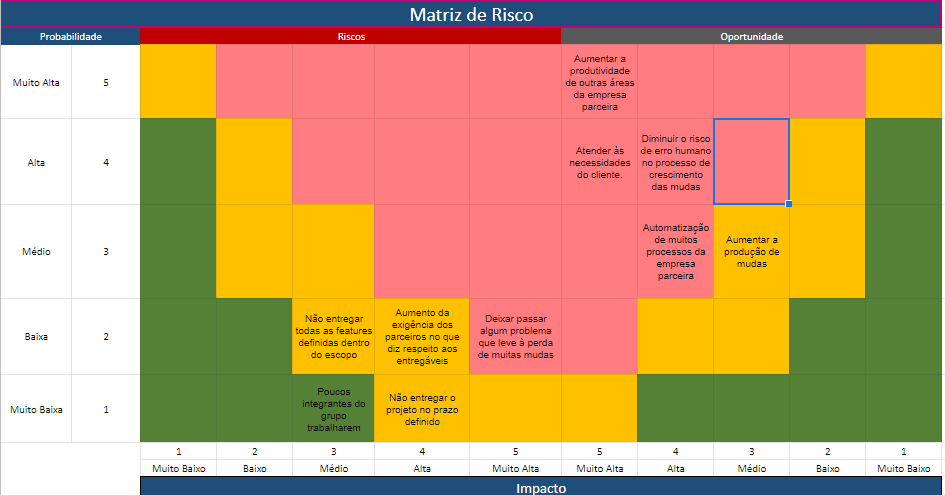 Matriz de Risco
Probabilidade
Riscos
Oportunidade
Muito Alta
5
Aumentar a
produtividade
de outras áreas
da empresa
parceira
Alta
4
Atender às
necessidades
do cliente.
Diminuir o risco
de erro humano
no processo de
crescimento
das mudas
Médio
3
Automatização
de muitos
processos da
empresa
parceira
Aumentar a
produção de
mudas
Baixa
2
Não entregar
todas as features
definidas dentro
do escopo
Aumento da
exigência dos
parceiros no que
diz respeito aos
entregáveis
Deixar passar
algum problema
que leve à perda
de muitas mudas
Muito Baixa
1
Poucos
integrantes do
grupo
trabalharem
Não entregar o
projeto no prazo
definido
1 2 3 4 5 5 4 3 2 1
Muito Baixo Baixo Médio Alta Muito Alta Muito Alta Alta Médio Baixo Muito Baixo
Impacto